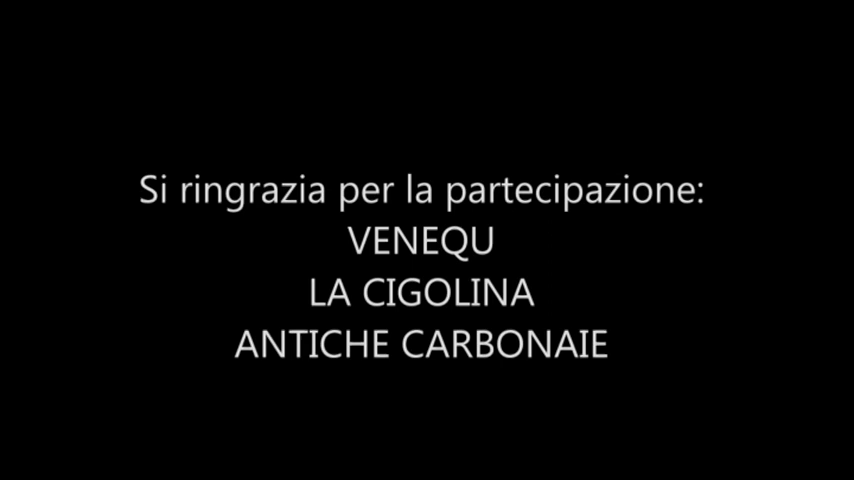 Si ringrazia per la partecipazione:
VENEQU
LA CIGOLINA
ANTICHE CARBONAIE